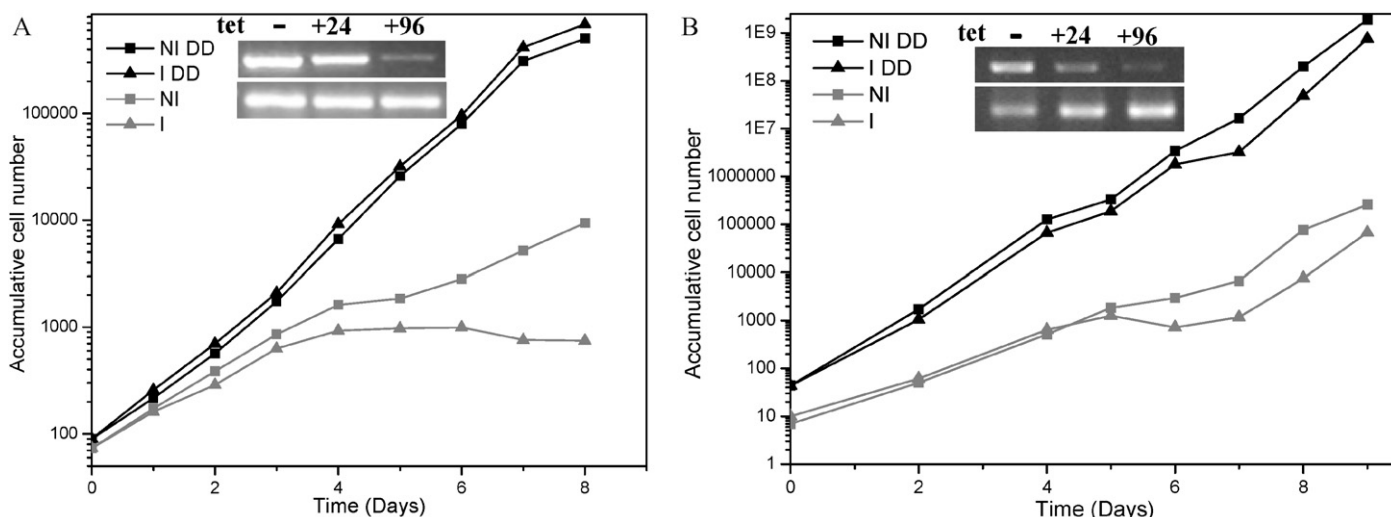 A
tet - +24 +96
NI DD
I DD
NI
I
100000
10000
1000
100
0 2 4 6 8
Time (Days)
Accumulative cell number
B
tet - +24 +96
NI DD
I DD
NI
I
1E9
1E8
1E7
1000000
100000
10000
1000
100
10
1
0 2 4 6 8
Time (Days)
Accumulative cell number